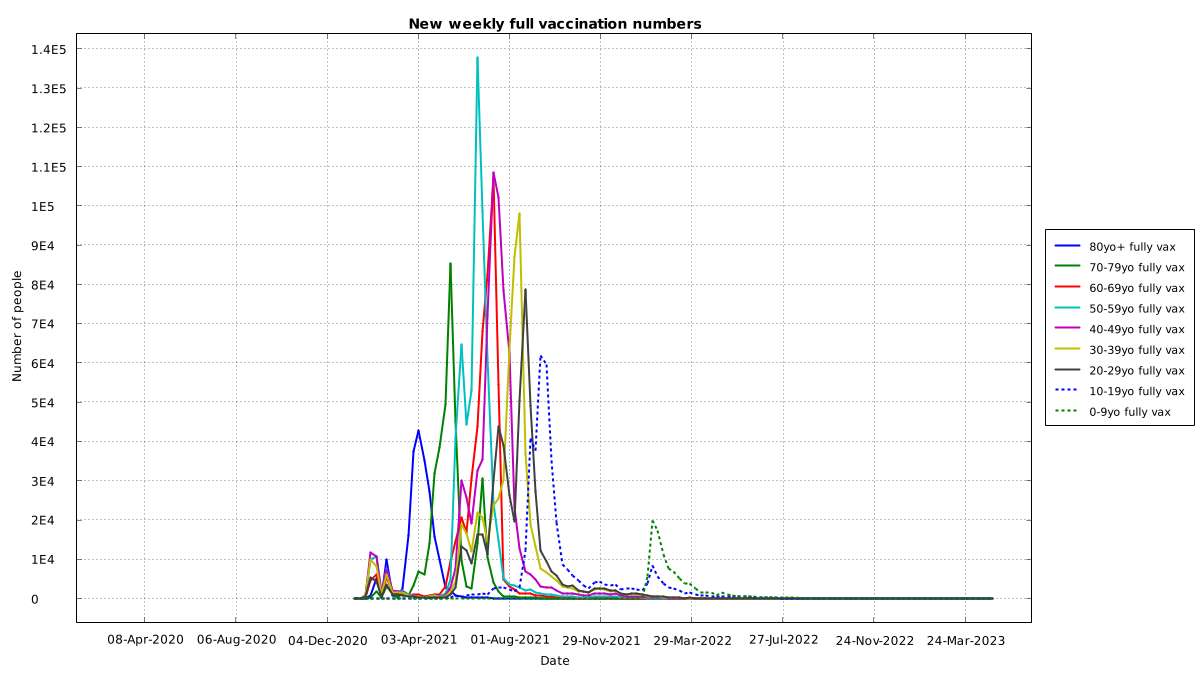 New weekly full vaccination numbers
1.4E5
1.3E5
1.2E5
1.1E5
1E5
9E4
8E4
7E4
6E4
5E4
4E4
3E4
2E4
1E4
0
Number of people
08-Apr-2020 06-Aug-2020 04-Dec-2020 03-Apr-2021 01-Aug-2021 29-Nov-2021 29-Mar-2022 27-Jul-2022 24-Nov-2022 24-Mar-2023
Date
80yo+ fully vax
70-79yo fully vax
60-69yo fully vax
50-59yo fully vax
40-49yo fully vax
30-39yo fully vax
20-29yo fully vax
10-19yo fully vax
0-9yo fully vax